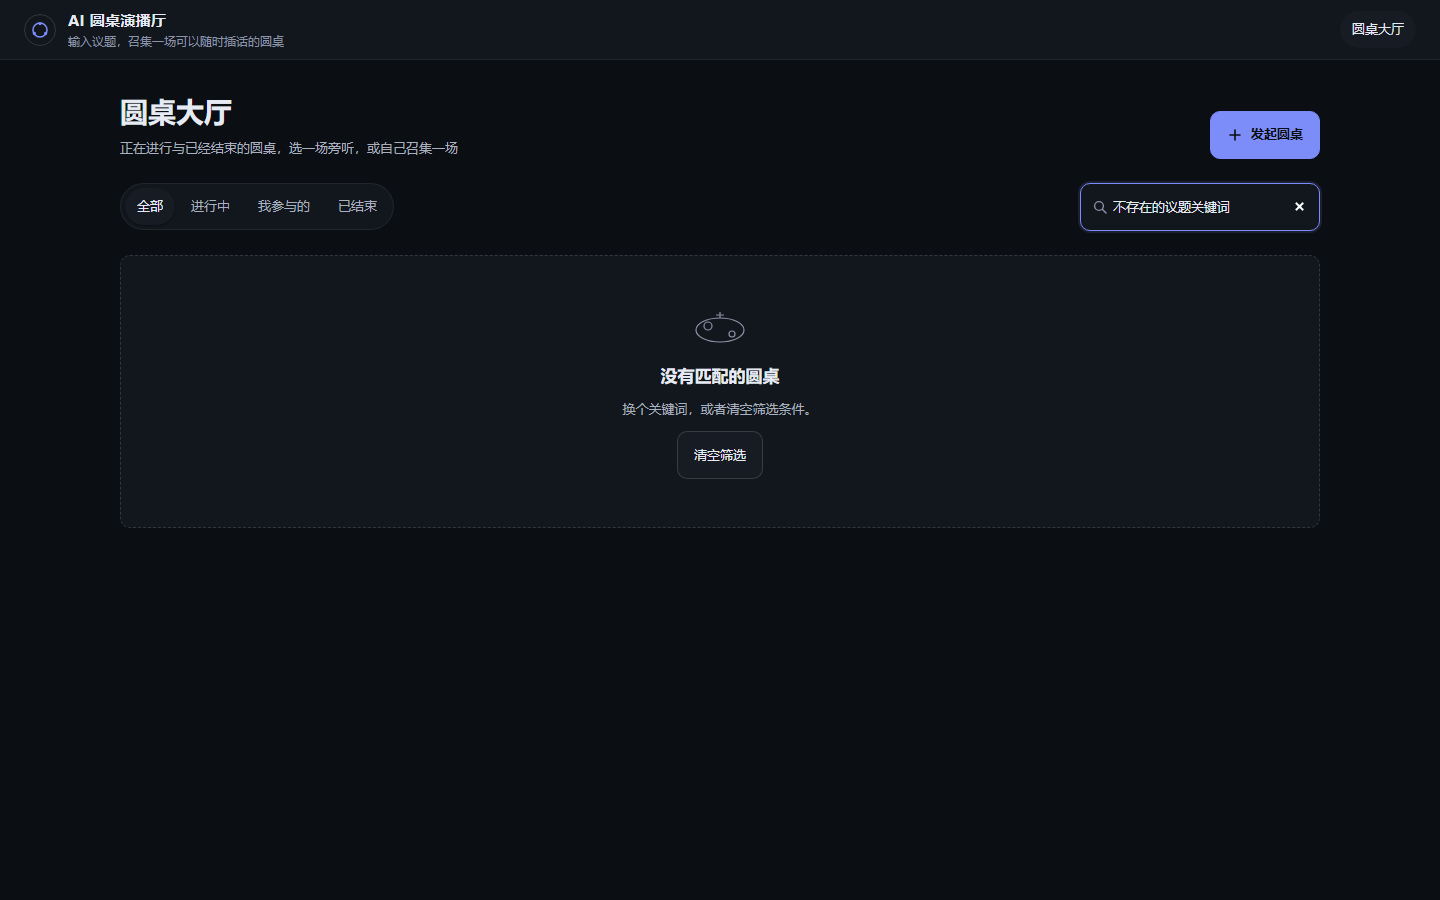 AI 圆桌演播厅
输入议题，召集一场可以随时插话的圆桌
圆桌大厅
圆桌大厅
正在进行与已经结束的圆桌，选一场旁听，或自己召集一场
发起圆桌
全部
进行中
我参与的
已结束
不存在的议题关键词
没有匹配的圆桌
换个关键词，或者清空筛选条件。
清空筛选